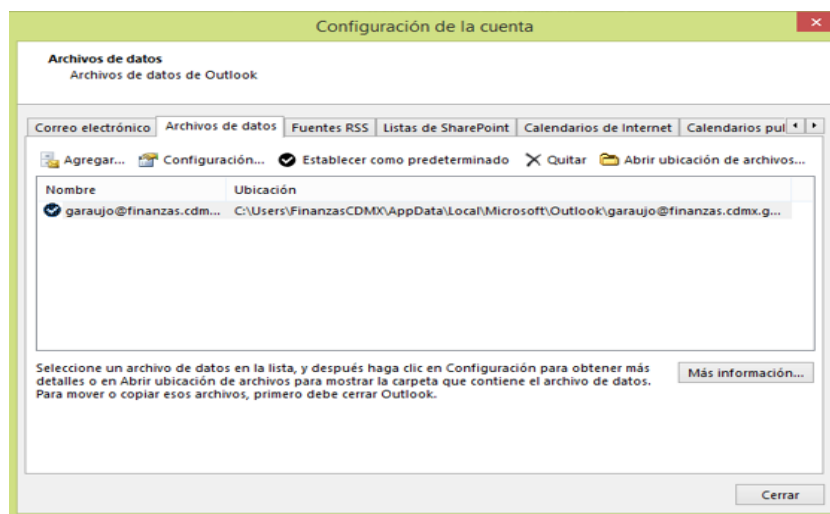 Configuración de la cuenta
Archivos de datos
Archivos de datos de Outlook
Correo electrónico Archivos de datos Fuentes RSS Listas de SharePoint Calendarios de Internet Calendarios pul
Agregar... Configuración... Establecer como predeterminado Quitar Abrir ubicación de archivos...
Nombre Ubicación
garaujo@finanzas.cdm... C:\Users\FinanzasCDMX\AppData\Local\Microsoft\Outlook\garaujo@finanzas.cdmx.g...
Seleccione un archivo de datos en la lista, y después haga clic en Configuración para obtener más
detalles o en Abrir ubicación de archivos para mostrar la carpeta que contiene el archivo de datos.
Para mover o copiar esos archivos, primero debe cerrar Outlook.
Más información...
Cerrar